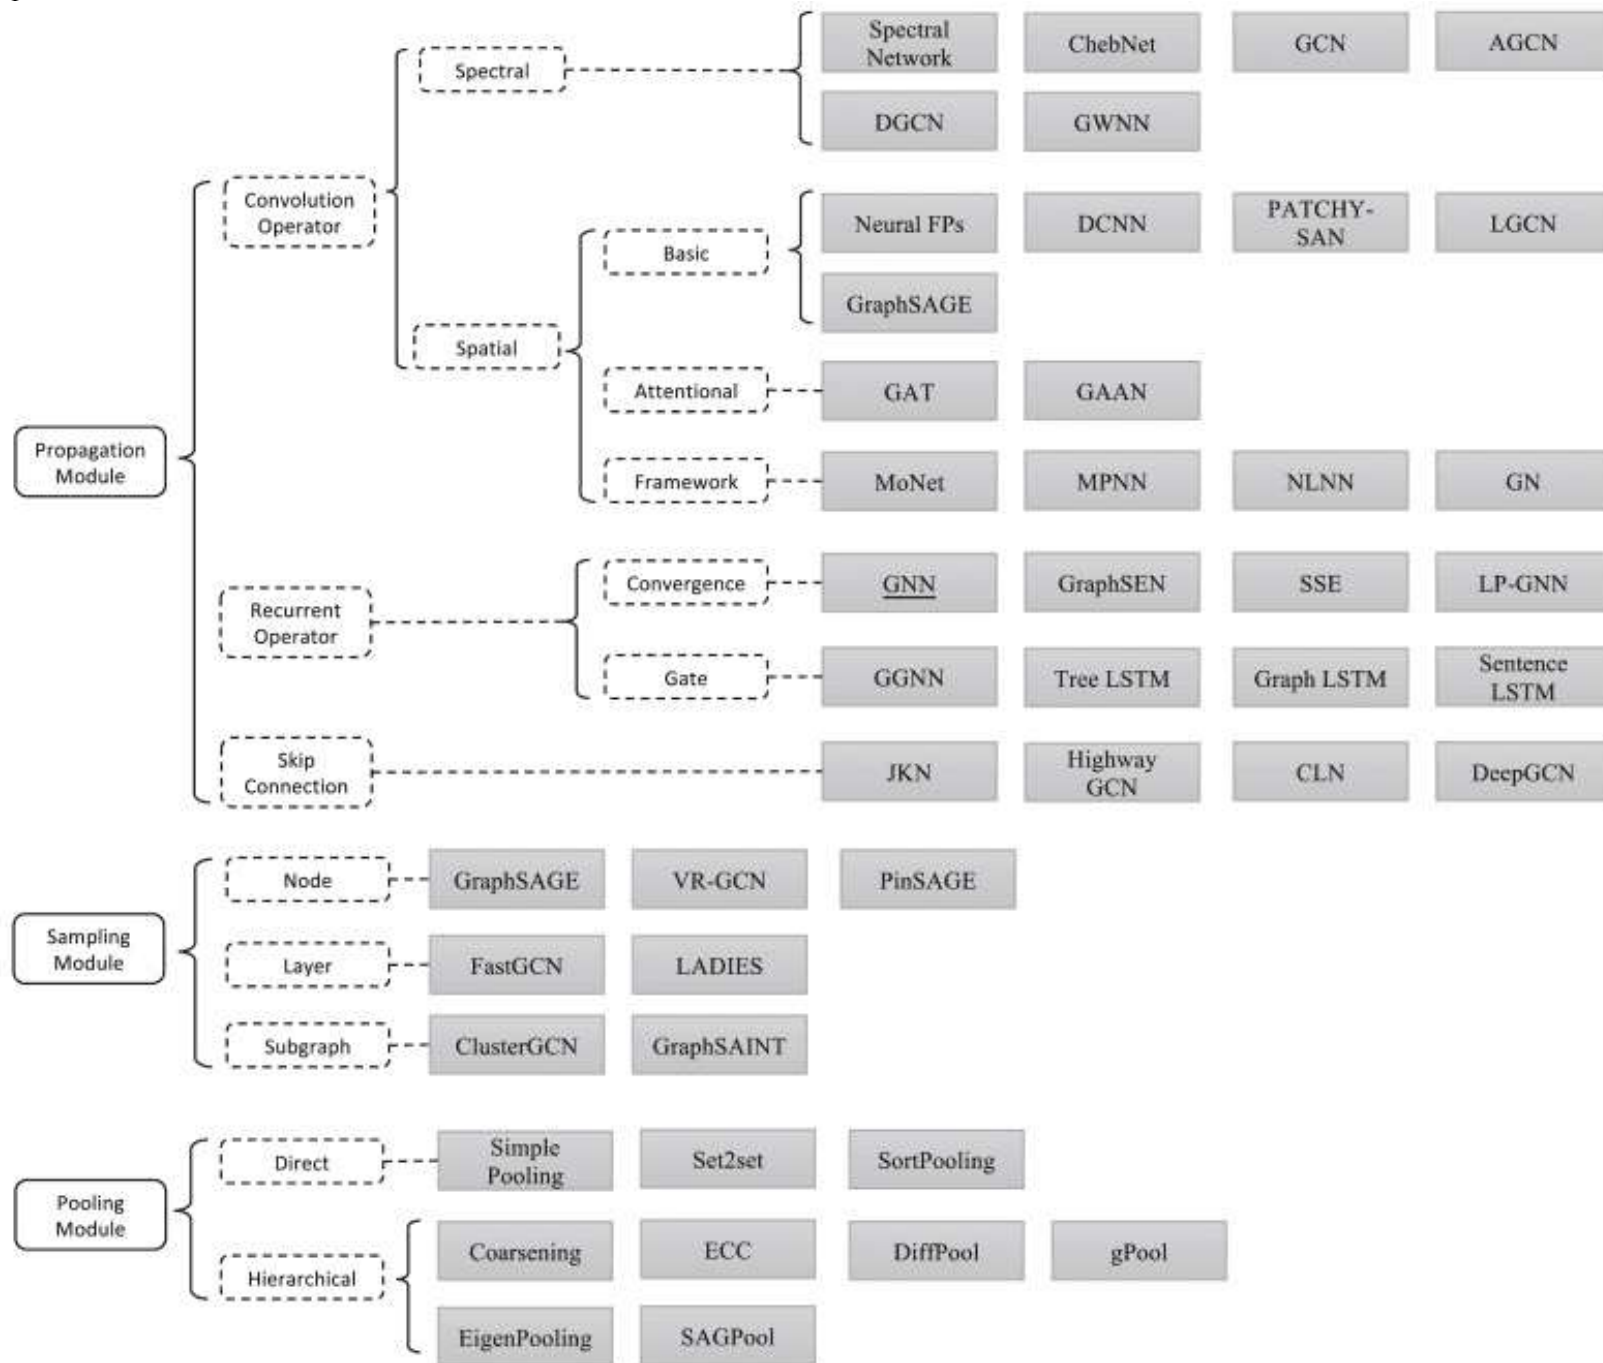 Spectral
Network
ChebNet
GCN
AGCN
Spectral
DGCN
GWNN
Convolution
Operator
Neural FPs
DCNN
PATCHY-
SAN
LGCN
Basic
GraphSAGE
Spatial
Attentional
GAT
GAAN
Propagation
Module
Framework
MoNet
MPNN
NLNN
GN
Convergence
GNN
GraphSEN
SSE
LP-GNN
Recurrent
Operator
Gate
GGNN
Tree LSTM
Graph LSTM
Sentence
LSTM
Skip
Connection
JKN
Highway
GCN
CLN
DeepGCN
Node
GraphSAGE
VR-GCN
PinSAGE
Sampling
Module
Layer
FastGCN
LADIES
Subgraph
ClusterGCN
GraphSAINT
Direct
Simple
Pooling
Set2set
SortPooling
Pooling
Module
Hierarchical
Coarsening
ECC
DiffPool
gPool
EigenPooling
SAGPool